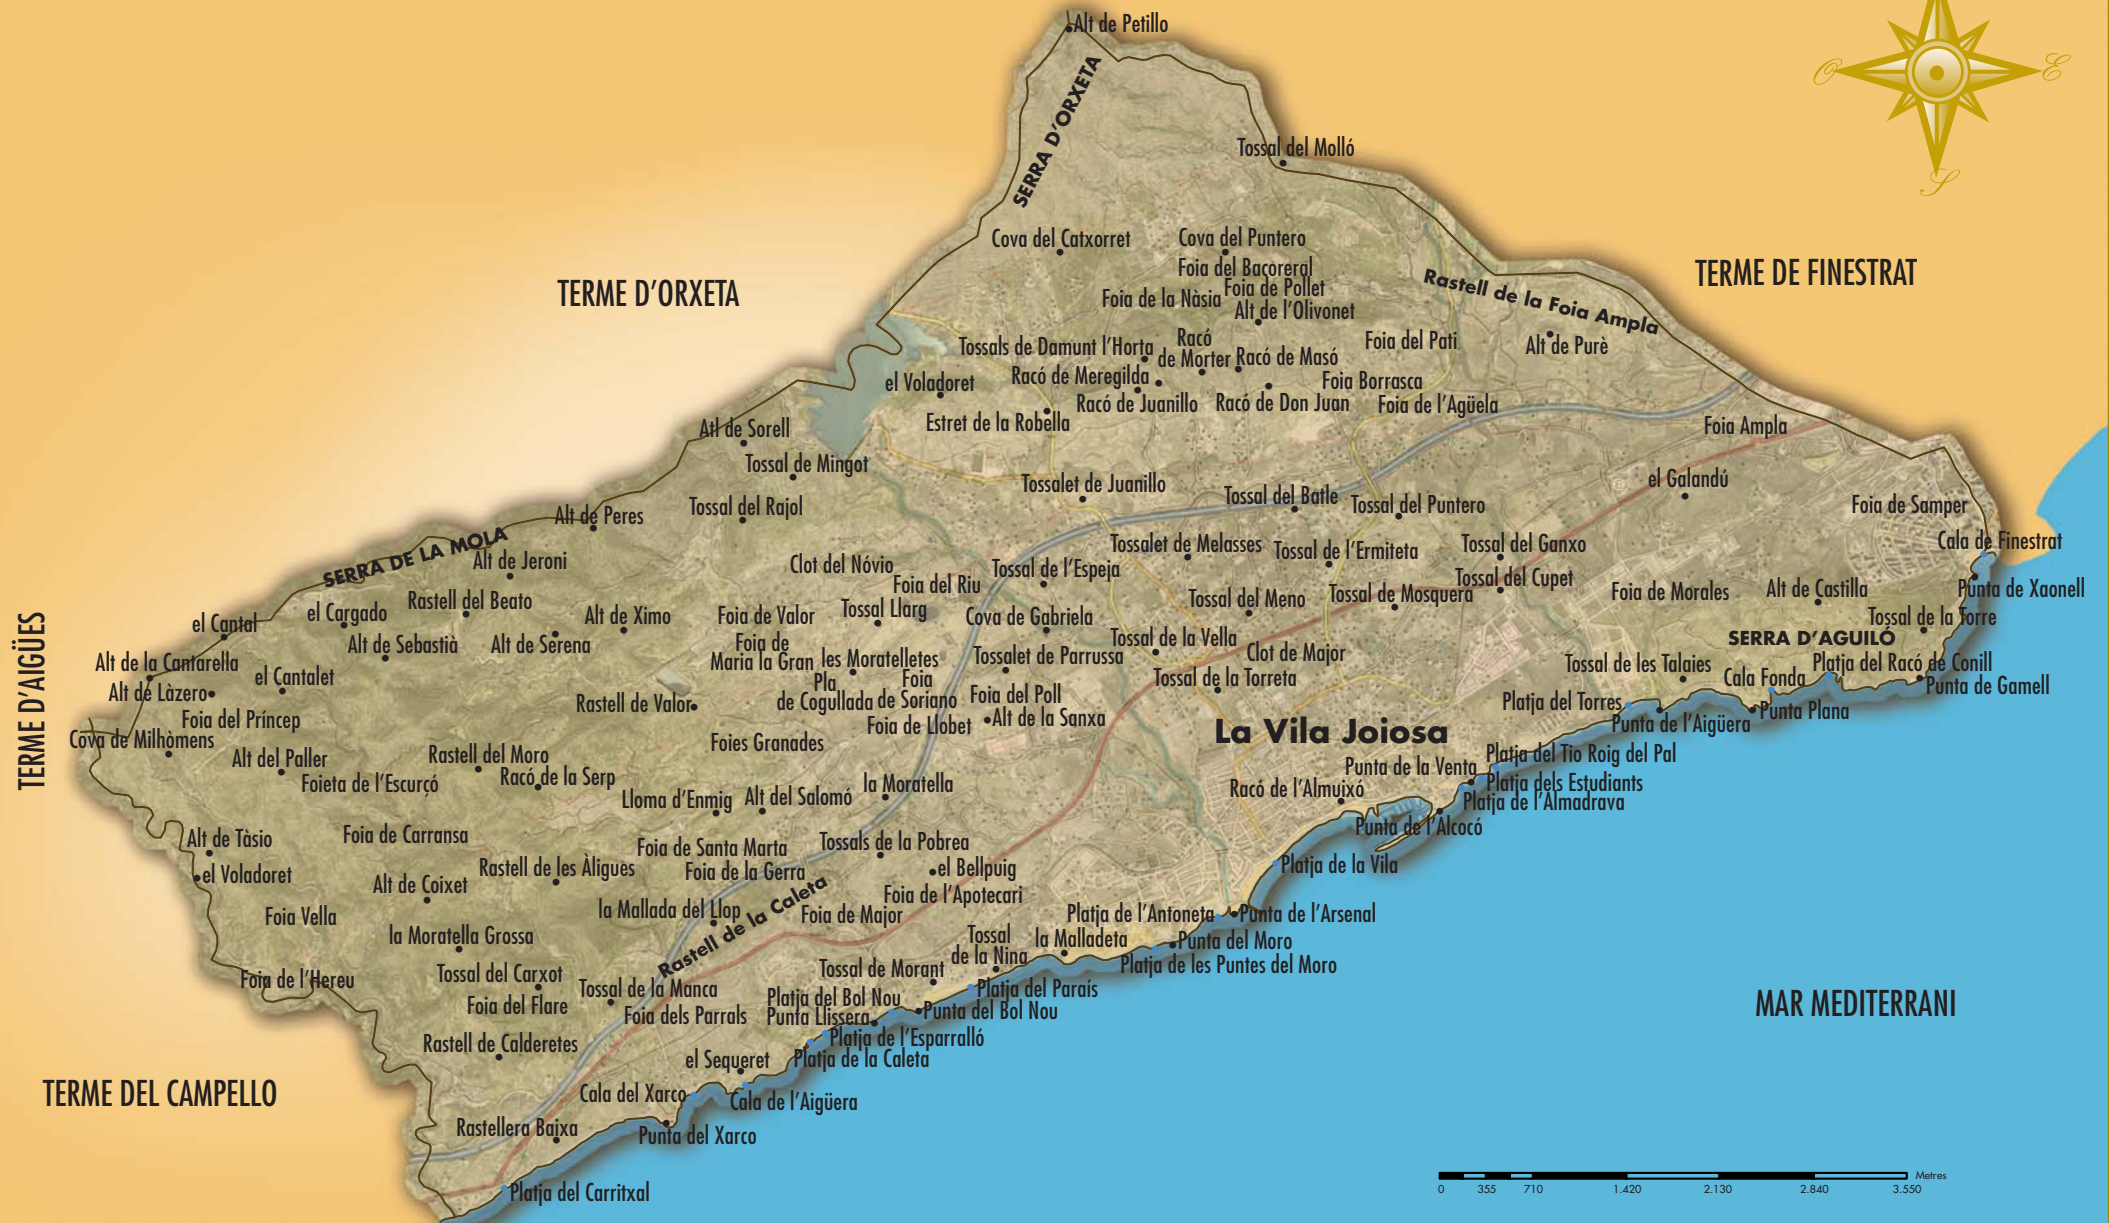 Alt de Petillo
SERRA D'ORXETA
O
E
S
Tossal del Molló
Cova del Catxorret
Cova del Puntero
TERME D'ORXETA
TERME DE FINESTRAT
Foia del Bacoreral
Foia de Pollet
Foia de la Nàsia
Alt de l'Olivonet
Rastell de la Foia Ampla
Tossals de Damunt l'Horta
Racó
de Morter
Racó de Masó
Foia del Pati
Alt de Purè
el Voladoret
Racó de Meregilda
Foia Borrasca
Racó de Juanillo
Racó de Don Juan
Foia de l'Agüela
Estret de la Robella
Foia Ampla
Atl de Sorell
Tossal de Mingot
Tossalet de Juanillo
Tossal del Batle
Tossal del Puntero
el Galandú
Foia de Samper
Tossal del Rajol
Alt de Peres
SERRA DE LA MOLA
Alt de Jeroni
Clot del Nóvio
Tossal de l'Espeja
Tossalet de Melasses
Tossal de l'Ermiteta
Tossal del Ganxo
Cala de Finestrat
Foia del Riu
Tossal del Cupet
Foia de Morales
Alt de Castilla
Punta de Xaonell
el Cantal
el Cargado
Rastell del Beato
Alt de Ximo
Foia de Valor
Tossal Llarg
Cova de Gabriela
Tossal del Meno
Tossal de Mosquera
Tossal de la Torre
SERRA D'AGUILÓ
TERME D'AIGÜES
Alt de Sebastià
Alt de Serena
Foia de
Maria la Gran
les Moratelletes
Tossalet de Parrussa
Tossal de la Vella
Clot de Major
Tossal de les Talaies
Cala Fonda
Platja del Racó de Conill
Alt de la Cantarella
el Cantalet
Alt de Làzero
Pla
de Cogullada
Foia
de Soriano
Foia del Poll
Tossal de la Torreta
Punta de Gamell
Rastell de Valor
Platja del Torres
Punta Plana
Foia del Príncep
Foia de Llobet
Alt de la Sanxa
La Vila Joiosa
Punta de l'Aigüera
Cova de Milhòmens
Foies Granades
Alt del Paller
Rastell del Moro
Platja del Tio Roig del Pal
Punta de la Venta
Foieta de l'Escurçó
Racó de la Serp
la Moratella
Racó de l'Almuixó
Platja dels Estudiants
Lloma d'Enmig
Alt del Salomó
Platja de l'Almadrava
Punta de l'Alcocó
Alt de Tàsio
Foia de Carransa
Foia de Santa Marta
Tossals de la Pobrea
el Voladoret
Rastell de les Àligues
Foia de la Gerra
el Bellpuig
Platja de la Vila
Alt de Coixet
Foia de l'Apotecari
Foia Vella
la Mallada del Llop
Rastell de la Caleta
Foia de Major
Platja de l'Antoneta
Punta de l'Arsenal
la Moratella Grossa
Tossal
de la Nina
la Malladeta
Punta del Moro
Platja de les Puntes del Moro
Foia de l'Hereu
Tossal del Carxot
Tossal de Morant
Tossal de la Manca
Platja del Bol Nou
Platja del Paraís
MAR MEDITERRANI
Foia del Flare
Foia dels Parrals
Punta Llissera
Punta del Bol Nou
Rastell de Calderetes
Platja de l'Esparralló
el Sequeret
Platja de la Caleta
TERME DEL CAMPELLO
Cala del Xarco
Cala de l'Aigüera
Rastellera Baixa
Punta del Xarco
Platja del Carritxal
Metres
0 355 710 1.420 2.130 2.840 3.550